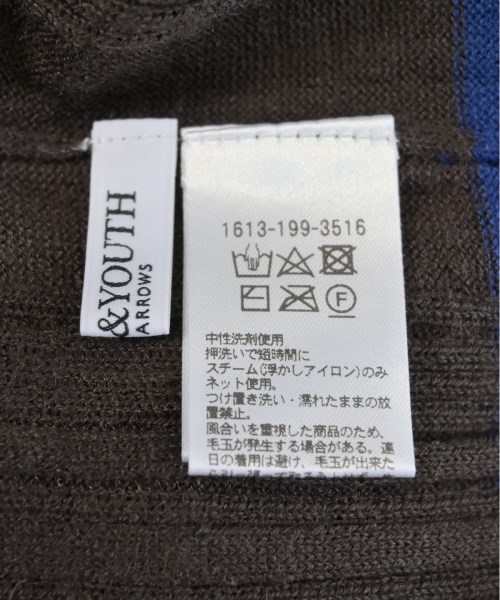 &YOUTH
ARROWS
1613-199-3516
F
中性洗剤使用
押洗いで短時間に
スチーム(浮かしアイロン)のみ
ネット使用。
つけ置き洗い・濡れたままの放
置禁止。
風合いを重視した商品のため、
毛玉が発生する場合がある。連
日の着用は避け、毛玉が出来た